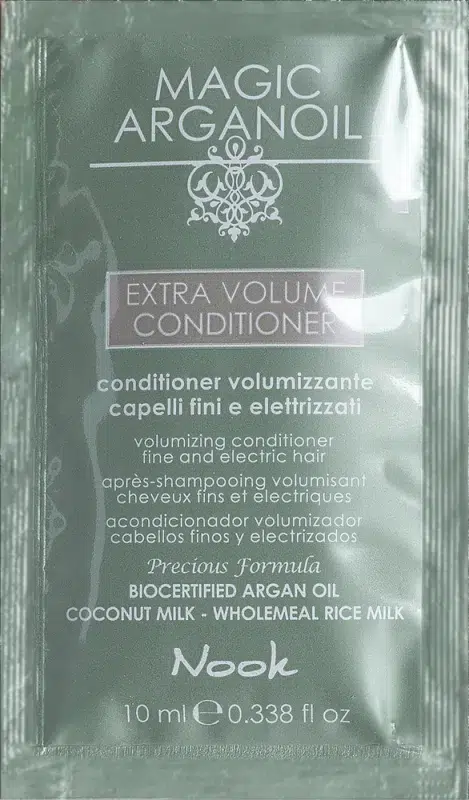 MAGIC
ARGANOIL
EXTRA VOLUME
CONDITIONER
conditioner volumizzante
capelli fini e elettrizzati
volumizing conditioner
fine and electric hair
après-shampooing volumisant
cheveux fins et électriques
acondicionador volumizador
cabellos finos y electrizados
Precious Formula
BIOCERTIFIED ARGAN OIL
COCONUT MILK - WHOLEMEAL RICE MILK
Nook
10 ml ℮ 0.338 fl oz